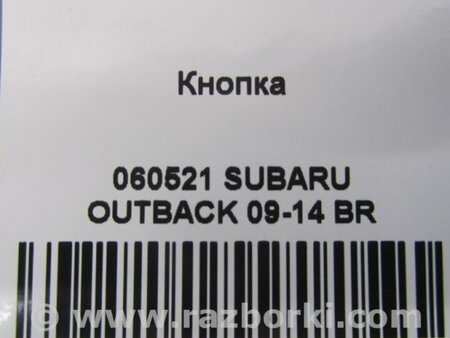 Кнопка
060521 SUBARU
OUTBACK 09-14 BR
© www.razborki.com